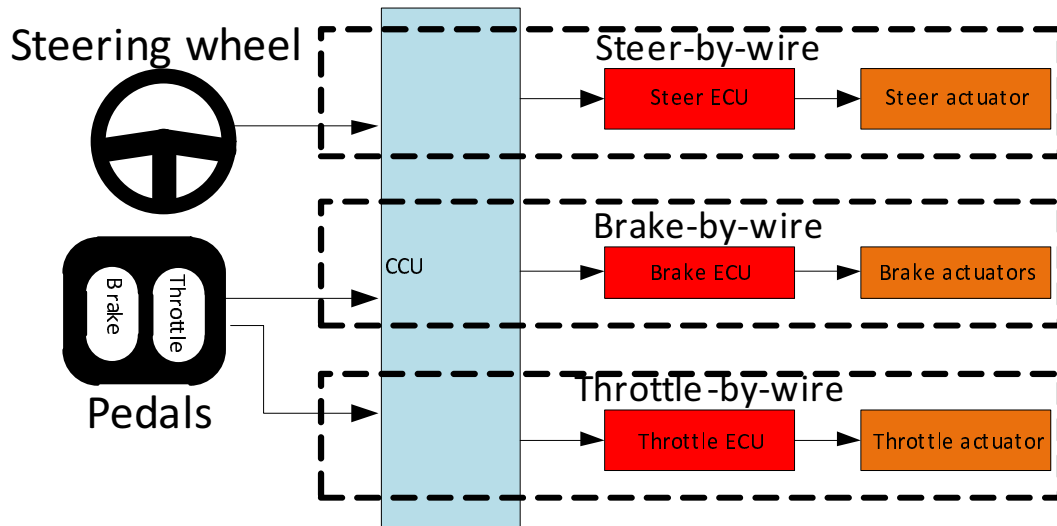 Steering wheel
Steer-by-wire
Steer ECU
Steer actuator
Brake-by-wire
CCU
Brake ECU
Brake actuators
Brake
Throttle
Pedals
Throttle-by-wire
Throttle ECU
Throttle actuator